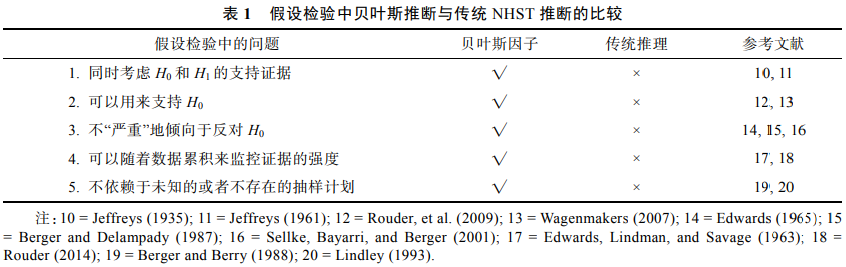 表 1 假设检验中贝叶斯推断与传统 NHST 推断的比较
假设检验中的问题 贝叶斯因子 传统推理 参考文献
1. 同时考虑 H0 和 H1 的支持证据 √ × 10, 11
2. 可以用来支持 H0 √ × 12, 13
3. 不“严重”地倾向于反对 H0 √ × 14, 15, 16
4. 可以随着数据累积来监控证据的强度 √ × 17, 18
5. 不依赖于未知的或者不存在的抽样计划 √ × 19, 20
注: 10 = Jeffreys (1935); 11 = Jeffreys (1961); 12 = Rouder, et al. (2009); 13 = Wagenmakers (2007); 14 = Edwards (1965); 15
= Berger and Delampady (1987); 16 = Sellke, Bayarri, and Berger (2001); 17 = Edwards, Lindman, and Savage (1963); 18 =
Rouder (2014); 19 = Berger and Berry (1988); 20 = Lindley (1993).